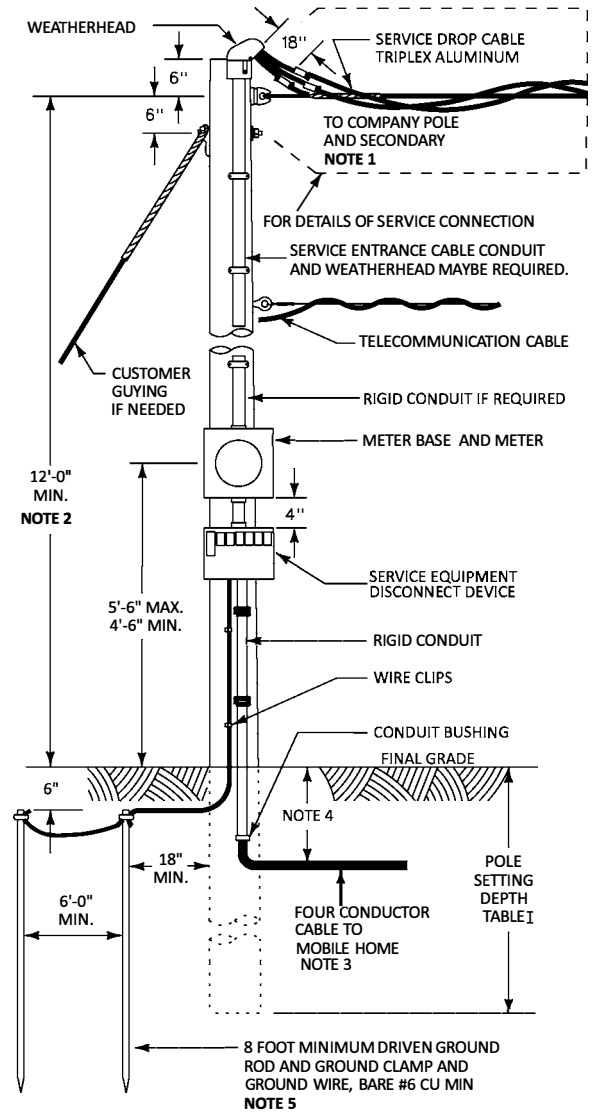 WEATHERHEAD
18"
SERVICE DROP CABLE
TRIPLEX ALUMINUM
6"
6"
TO COMPANY POLE
AND SECONDARY
NOTE 1
FOR DETAILS OF SERVICE CONNECTION
SERVICE ENTRANCE CABLE CONDUIT
AND WEATHERHEAD MAYBE REQUIRED.
TELECOMMUNICATION CABLE
CUSTOMER
GUYING
IF NEEDED
RIGID CONDUIT IF REQUIRED
METER BASE AND METER
12'-0"
MIN.
NOTE 2
4"
SERVICE EQUIPMENT
DISCONNECT DEVICE
5'-6" MAX.
4'-6" MIN.
RIGID CONDUIT
WIRE CLIPS
CONDUIT BUSHING
FINAL GRADE
6"
NOTE 4
18"
MIN.
POLE
SETTING
DEPTH
TABLE I
6'-0"
MIN.
FOUR CONDUCTOR
CABLE TO
MOBILE HOME
NOTE 3
8 FOOT MINIMUM DRIVEN GROUND
ROD AND GROUND CLAMP AND
GROUND WIRE, BARE #6 CU MIN
NOTE 5